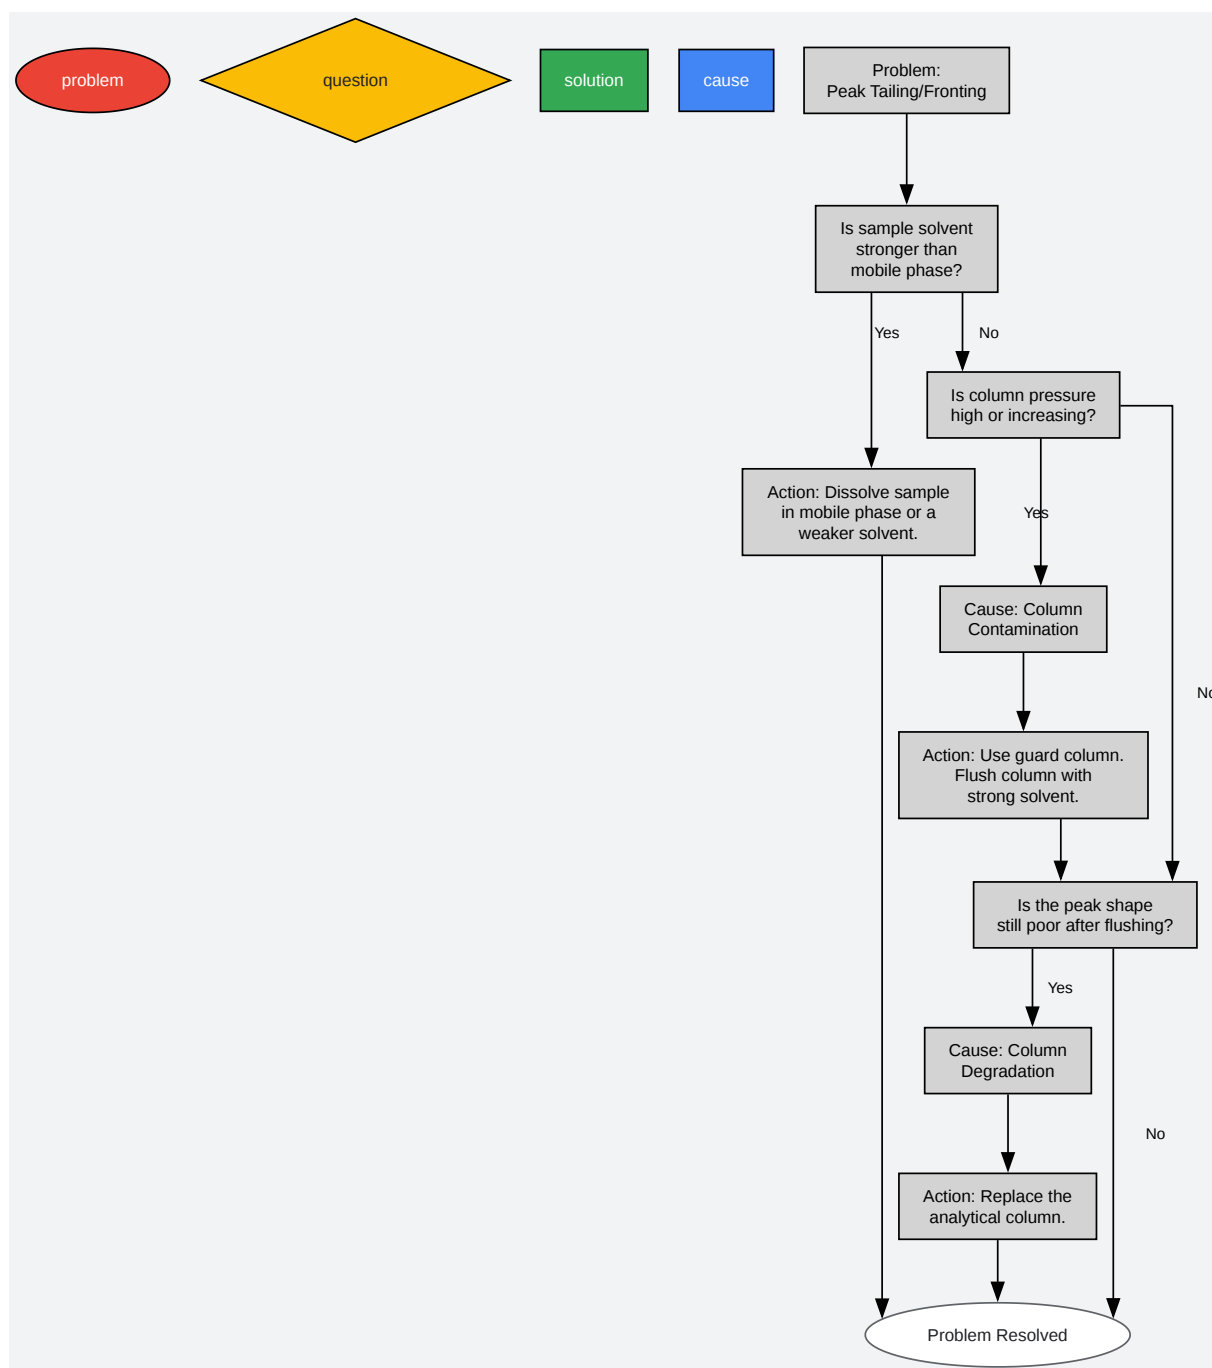 problem
question
solution
cause
Problem:
Peak Tailing/Fronting
Is sample solvent
stronger than
mobile phase?
Yes
No
Is column pressure
high or increasing?
Action: Dissolve sample
in mobile phase or a
weaker solvent.
Yes
Cause: Column
Contamination
No
Action: Use guard column.
Flush column with
strong solvent.
Is the peak shape
still poor after flushing?
Yes
Cause: Column
Degradation
No
Action: Replace the
analytical column.
Problem Resolved